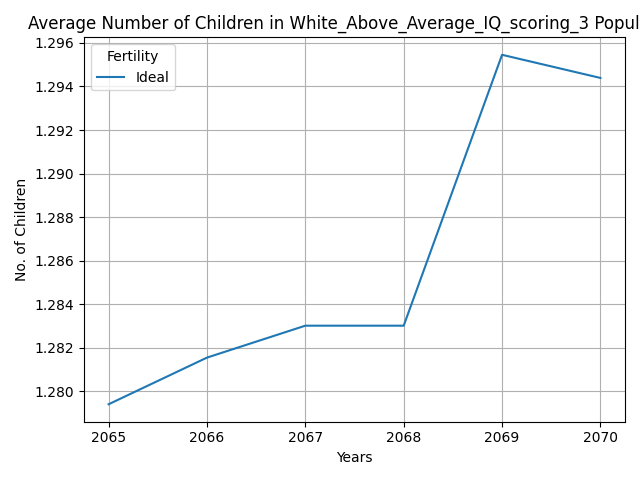 Average Number of Children in White_Above_Average_IQ_scoring_3 Popul
1.296
1.294
1.292
1.290
1.288
1.286
1.284
1.282
1.280
No. of Children
Fertility
Ideal
2065 2066 2067 2068 2069 2070
Years